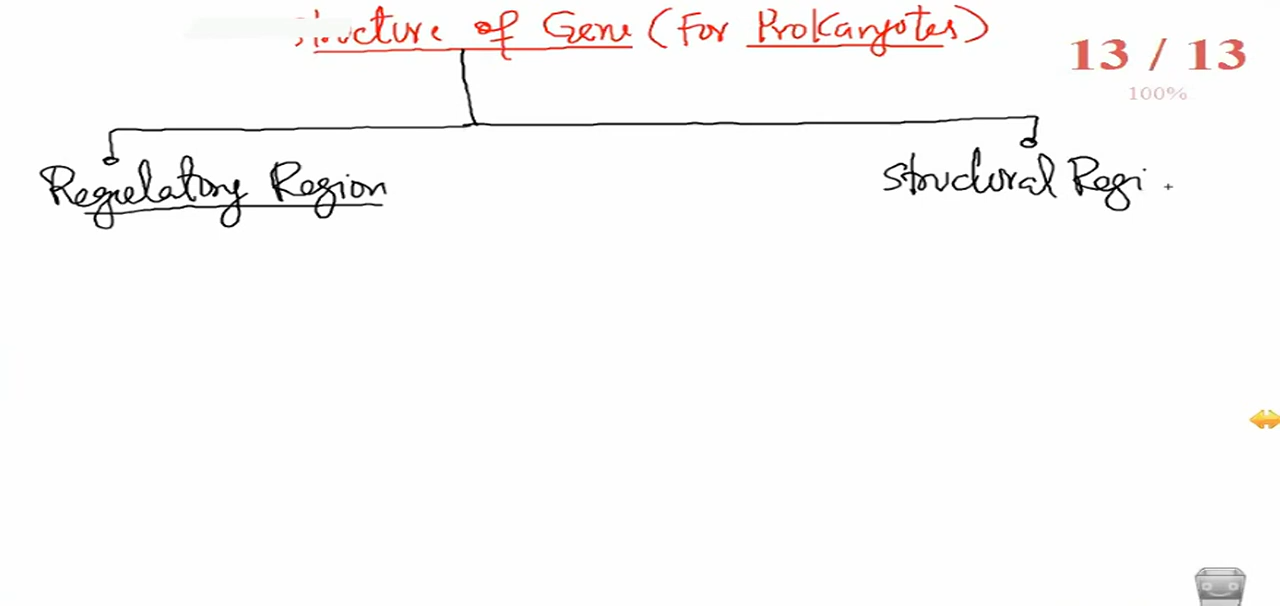 Structure of Gene (For Prokaryotes)
13 / 13
100%
Regulatory Region
Structural Regi